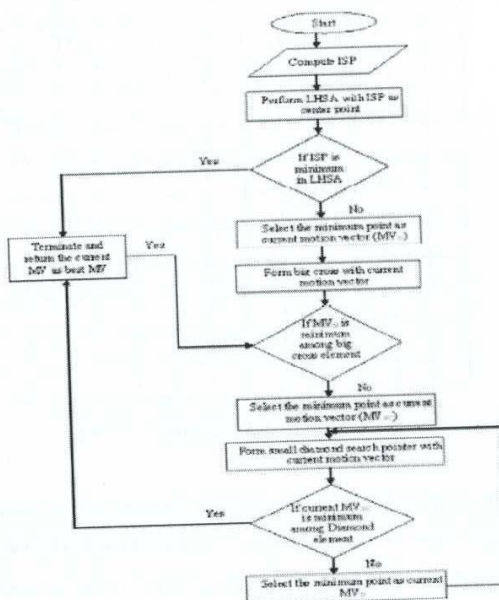 Start
Compute ISP
Perform LHSA with ISP as
center point
If ISP is
minimum
in LHSA
Yes
No
Select the minimum point as
current motion vector (MV
Terminate and
return the current
MV as best MV
Yes
Form big cross with current
motion vector
If MV is
minimum
among big
cross element
No
Select the minimum point as current
motion vector (MV
Form small diamond search pointer with
current motion vector
If current MV
is minimum
among Diamond
element
Yes
No
Select the minimum point as current
MV